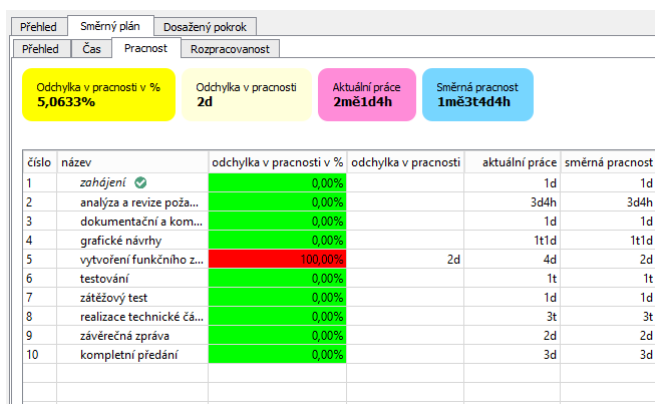 Přehled Směrný plán Dosažený pokrok
Přehled Čas Pracnost Rozpracovanost
Odchylka v pracnosti v % Odchylka v pracnosti Aktuální práce Směrná pracnost
5,0633% 2d 2mě1d4h 1mě3t4d4h
číslo název odchylka v pracnosti v % odchylka v pracnosti aktuální práce směrná pracnost
1 zahájení 0,00% 1d 1d
2 analýza a revize poža... 0,00% 3d4h 3d4h
3 dokumentační a kom... 0,00% 1d 1d
4 grafické návrhy 0,00% 1t1d 1t1d
5 vytvoření funkčního z... 100,00% 2d 4d 2d
6 testování 0,00% 1t 1t
7 zátěžový test 0,00% 1d 1d
8 realizace technické čá... 0,00% 3t 3t
9 závěrečná zpráva 0,00% 2d 2d
10 kompletní předání 0,00% 3d 3d